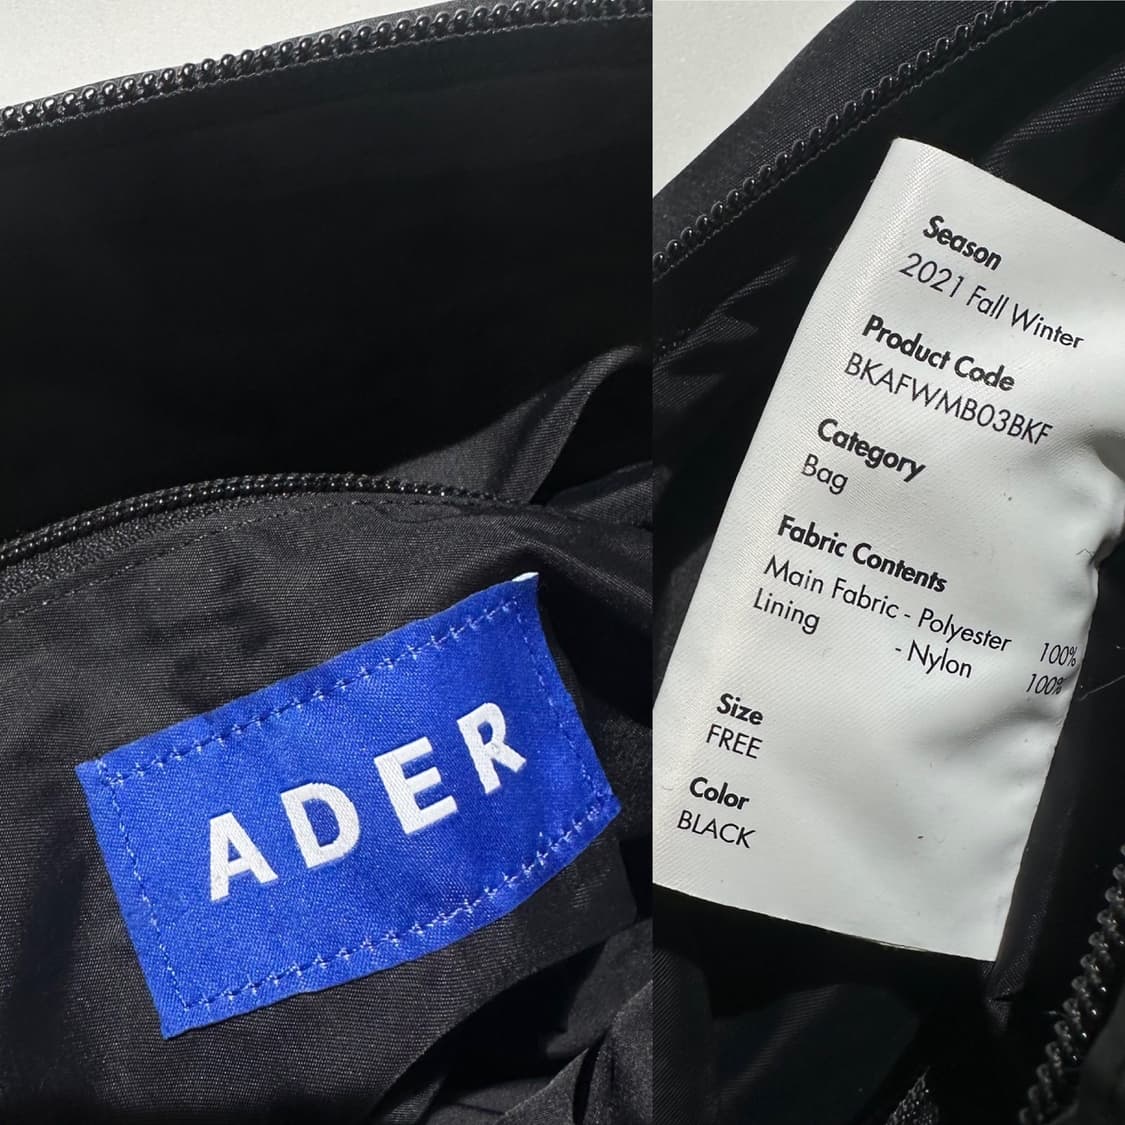 ADER
Season
2021 Fall Winter
Product Code
BKAFWMB03BKF
Category
Bag
Fabric Contents
Main Fabric - Polyester 100%
Lining - Nylon 100%
Size
FREE
Color
BLACK